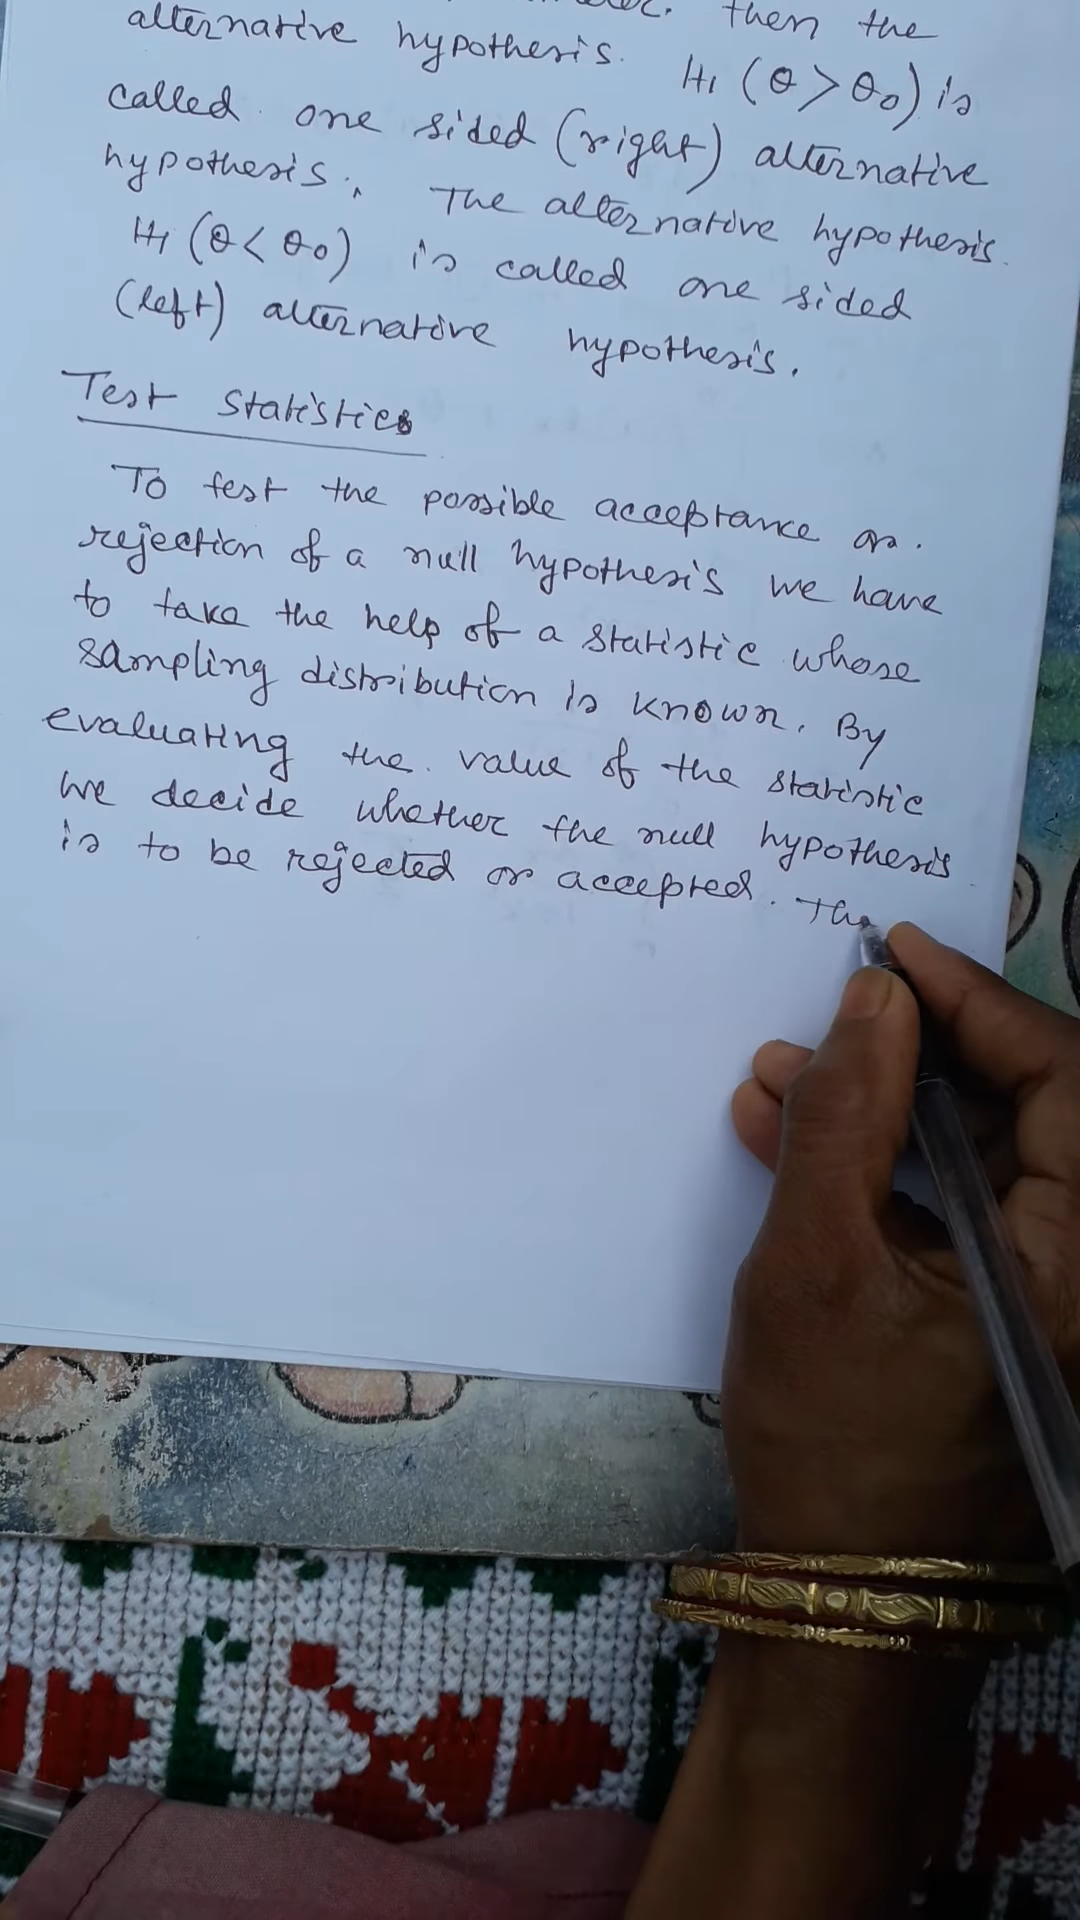 then the
alternative hypothesis. H1 (θ > θ0) is
called one sided (right) alternative
hypothesis. The alternative hypothesis.
H1 (θ < θ0) is called one sided
(left) alternative hypothesis.
Test Statistics
To test the possible acceptance or.
rejection of a null hypothesis we have
to take the help of a statistic whose
sampling distribution is known. By
evaluating the value of the statistic
we decide whether the null hypothesis
is to be rejected or accepted.